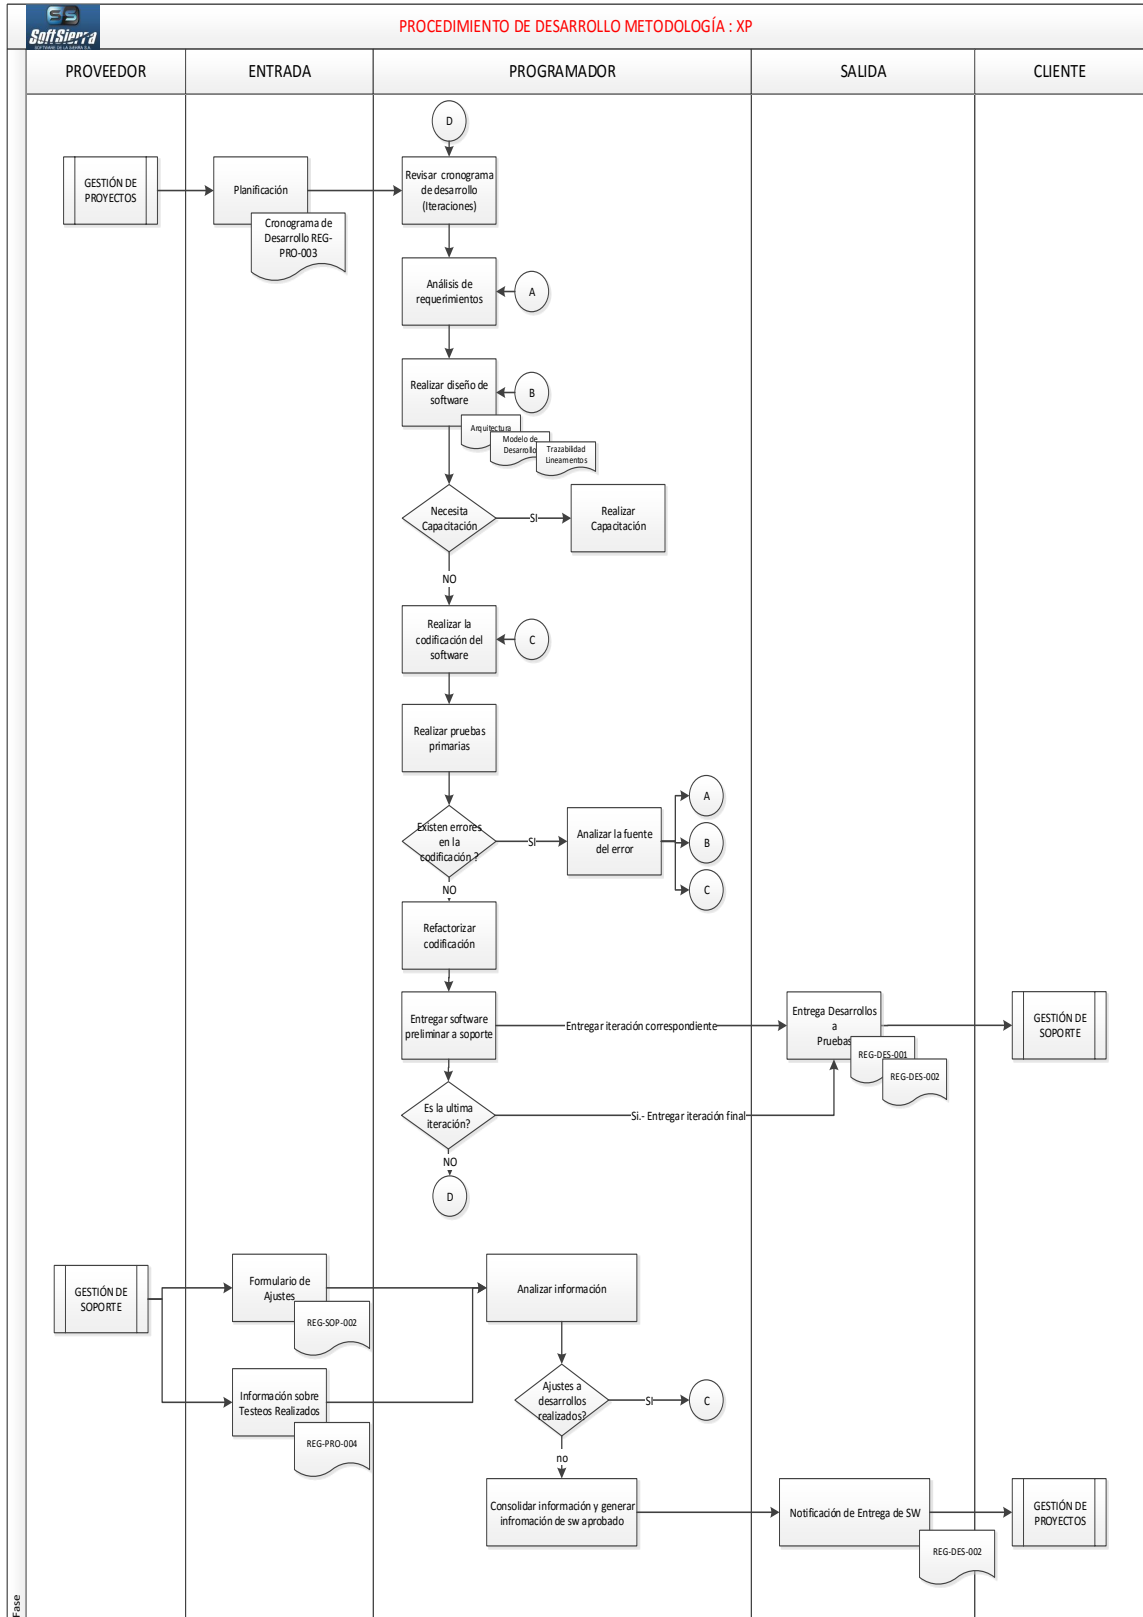 SS
SoftSierra
SOFTWARE DE LA SIERRA S.A.
PROCEDIMIENTO DE DESARROLLO METODOLOGÍA : XP
PROVEEDOR
ENTRADA
PROGRAMADOR
SALIDA
CLIENTE
D
GESTIÓN DE
PROYECTOS
Planificación
Cronograma de
Desarrollo REG-
PRO-003
Revisar cronograma
de desarrollo
(Iteraciones)
Análisis de
requerimientos
A
Realizar diseño de
software
B
Arquitectura
Modelo de
Desarrollo
Trazabilidad
Lineamentos
Necesita
Capacitación
SI
Realizar
Capacitación
NO
Realizar la
codificación del
software
C
Realizar pruebas
primarias
Existen errores
en la
codificación ?
SI
Analizar la fuente
del error
A
B
C
NO
Refactorizar
codificación
Entregar software
preliminar a soporte
Entregar iteración correspondiente
Entrega Desarrollos
a
Pruebas
REG-DES-001
REG-DES-002
GESTIÓN DE
SOPORTE
Es la ultima
iteración?
Si.- Entregar iteración final
NO
D
GESTIÓN DE
SOPORTE
Formulario de
Ajustes
REG-SOP-002
Analizar información
Información sobre
Testeos Realizados
REG-PRO-004
Ajustes a
desarrollos
realizados?
SI
C
no
Consolidar información y generar
infromación de sw aprobado
Notificación de Entrega de SW
REG-DES-002
GESTIÓN DE
PROYECTOS
Fase